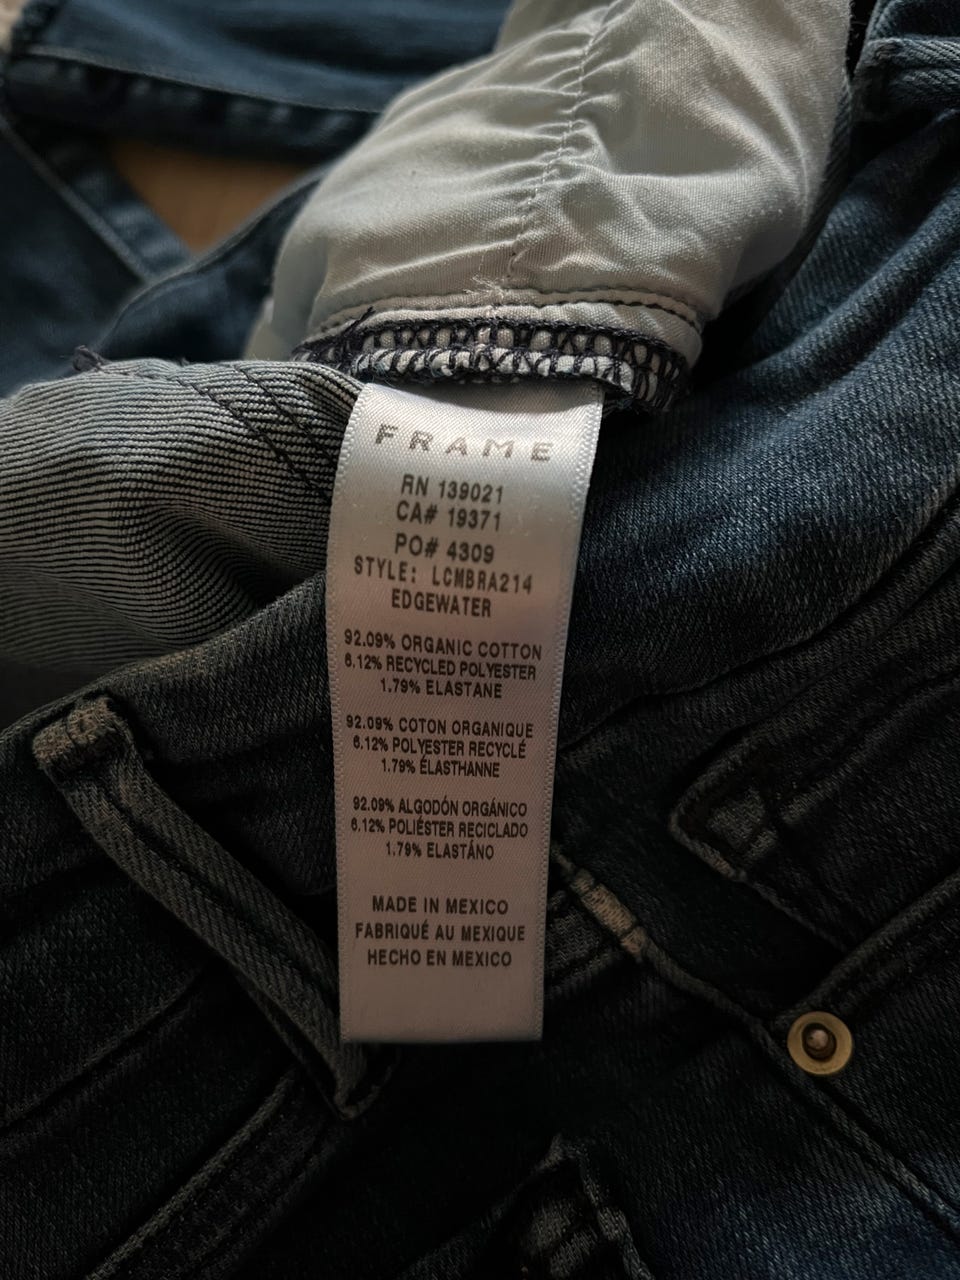 FRAME
RN 139021
CA# 19371
PO# 4309
STYLE: LCMBRA214
EDGEWATER
92.09% ORGANIC COTTON
6.12% RECYCLED POLYESTER
1.79% ELASTANE
92.09% COTON ORGANIQUE
6.12% POLYESTER RECYCLÉ
1.79% ÉLASTHANNE
92.09% ALGODÓN ORGÁNICO
6.12% POLIÉSTER RECICLADO
1.79% ELASTÁNO
MADE IN MEXICO
FABRIQUÉ AU MEXIQUE
HECHO EN MEXICO